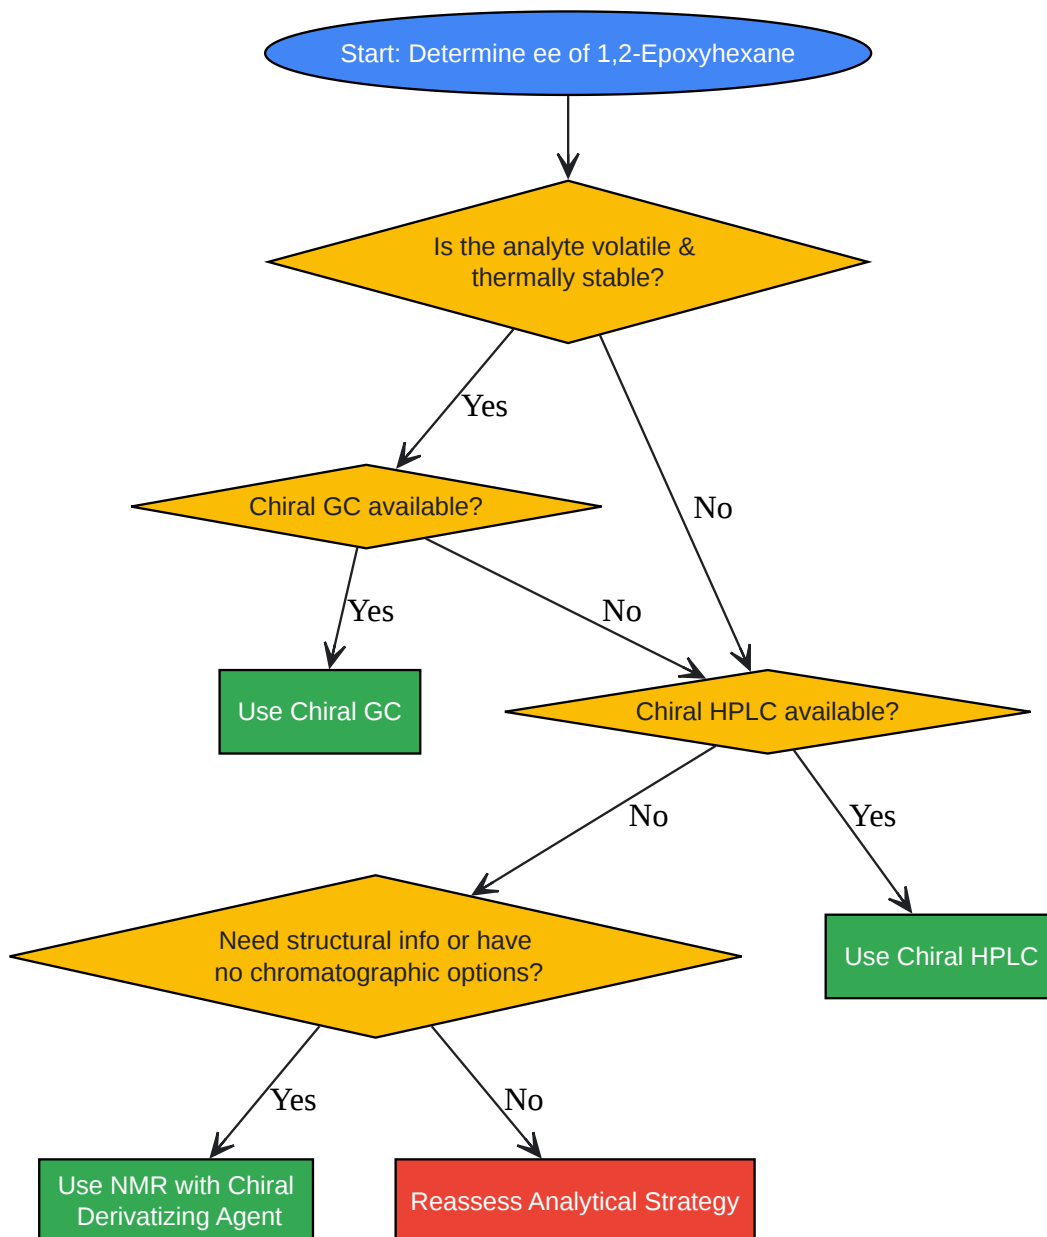 Start: Determine ee of 1,2-Epoxyhexane
Is the analyte volatile &
thermally stable?
Yes
No
Chiral GC available?
Yes
No
Use Chiral GC
Chiral HPLC available?
No
Yes
Need structural info or have
no chromatographic options?
Use Chiral HPLC
Yes
No
Use NMR with Chiral
Derivatizing Agent
Reassess Analytical Strategy